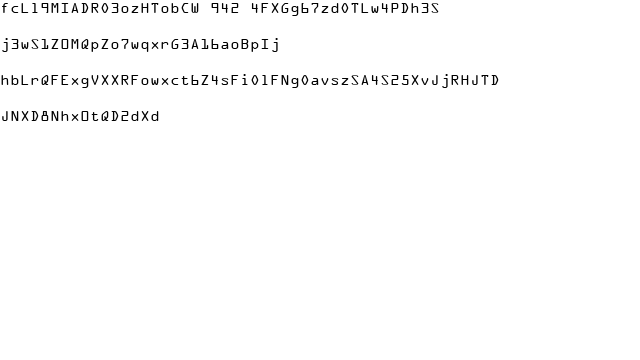 fcL19MIADR03ozHTobCW 942 4FXGg67zd0TLw4PDh3S
j3wS1ZOMQpZo7wqxrG3A16aoBpIj
hbLrQFExgVXXRFowxct6Z4sFi01FNg0avszSA4S25XvJjRHJTD
JNXD8NhxOtQD2dXd